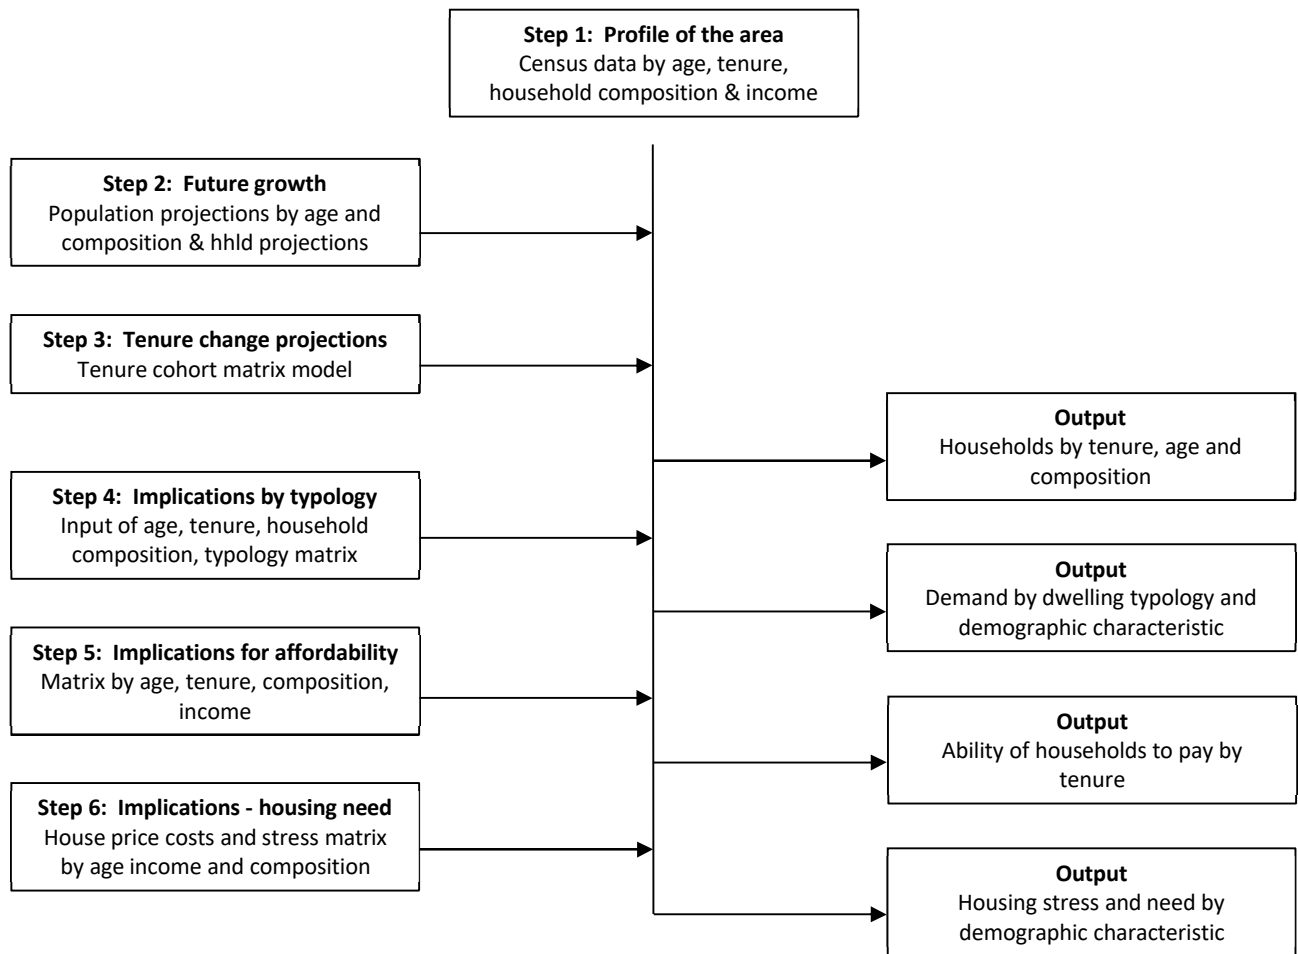 Step 1:  Profile of the area
Census data by age, tenure,
household composition & income
Step 2:  Future growth
Population projections by age and
composition & hhld projections
Step 3:  Tenure change projections
Tenure cohort matrix model
Output
Households by tenure, age and
composition
Step 4:  Implications by typology
Input of age, tenure, household
composition, typology matrix
Output
Demand by dwelling typology and
demographic characteristic
Step 5:  Implications for affordability
Matrix by age, tenure, composition,
income
Output
Ability of households to pay by
tenure
Step 6:  Implications - housing need
House price costs and stress matrix
by age income and composition
Output
Housing stress and need by
demographic characteristic